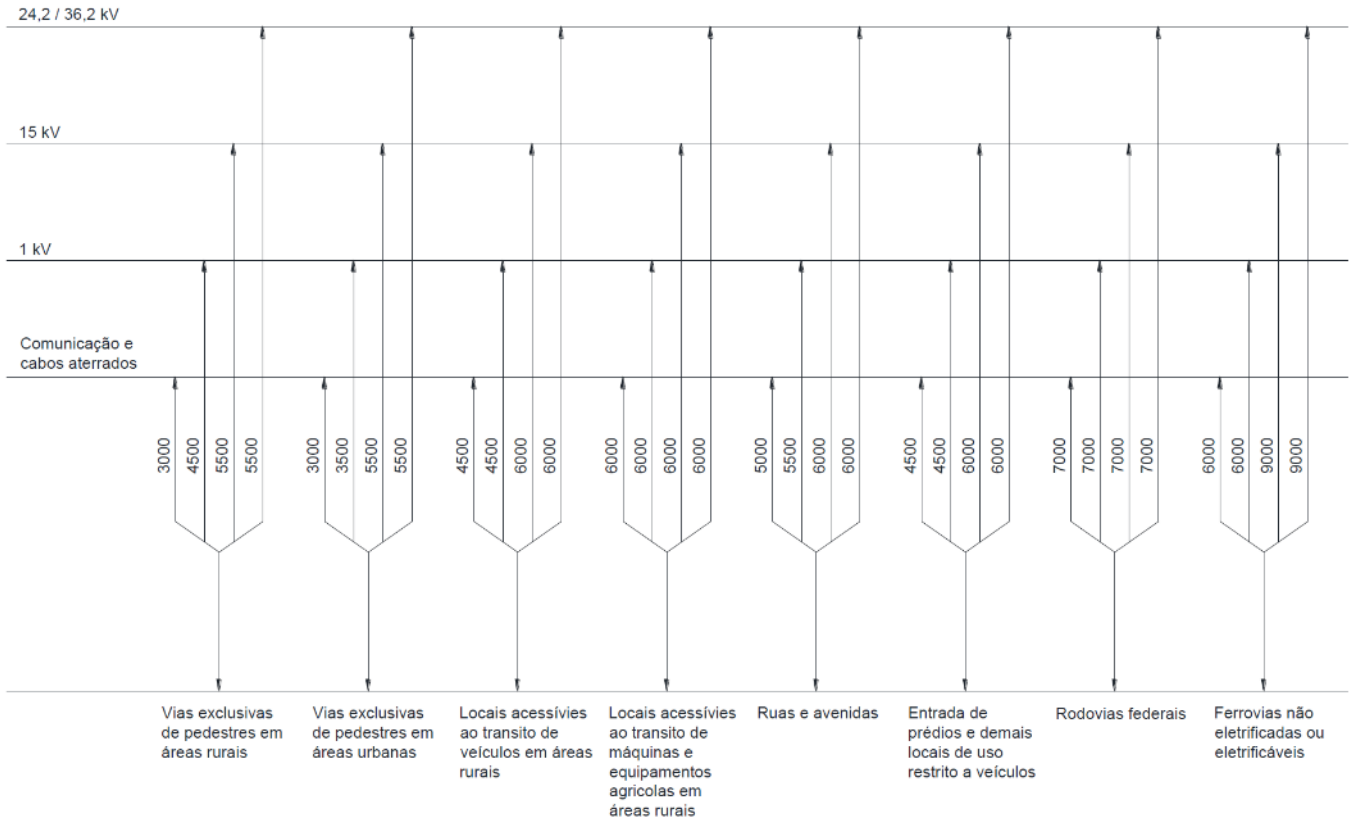 24,2 / 36,2 kV
15 kV
1 kV
Comunicação e
cabos aterrados
3000
4500
5500
5500
3000
3500
5500
5500
4500
4500
6000
6000
6000
6000
6000
6000
5000
5500
6000
6000
4500
4500
6000
6000
7000
7000
7000
7000
6000
6000
9000
9000
Vias exclusivas
de pedestres em
áreas rurais
Vias exclusivas
de pedestres em
áreas urbanas
Locais acessívies
ao transito de
veículos em áreas
rurais
Locais acessívies
ao transito de
máquinas e
equipamentos
agricolas em
áreas rurais
Ruas e avenidas
Entrada de
prédios e demais
locais de uso
restrito a veículos
Rodovias federais
Ferrovias não
eletrificadas ou
eletrificáveis